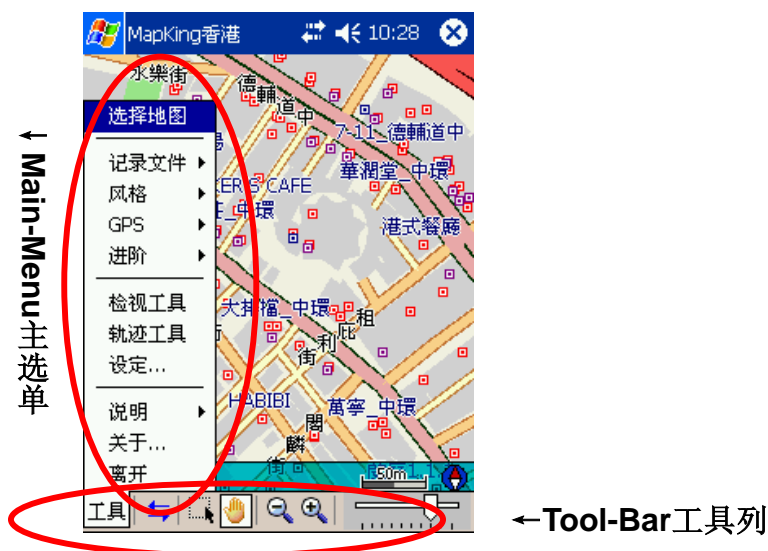 MapKing香港 10:28
水樂街
德輔道中
7-11_德輔道中
華潤堂_中環
ER'S CAFE
中環
港式餐廳
大排檔_中環
租庇利街
HABIBI
萬寧_中環
閣麟街
50m
选择地图
记录文件
风格
GPS
进阶
检视工具
轨迹工具
设定...
说明
关于...
离开
工具
← Main-Menu主选单
←Tool-Bar工具列